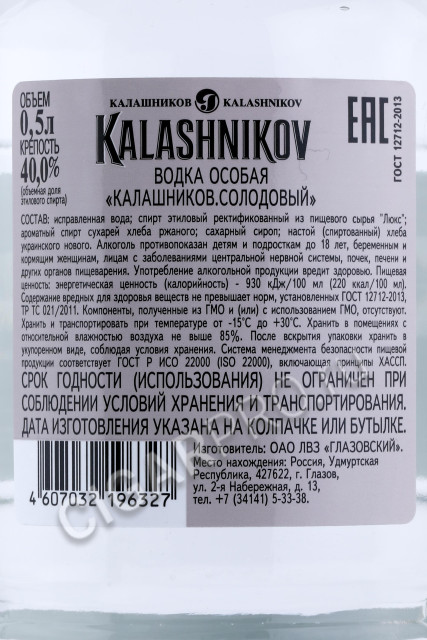 КАЛАШНИКОВ KALASHNIKOV
ОБЪЕМ
0,5л
КРЕПОСТЬ
40,0%
(объемная доля
этилового спирта)
KALASHNIKOV
ВОДКА ОСОБАЯ
«КАЛАШНИКОВ.СОЛОДОВЫЙ»
ЕАС
ГОСТ 12712-2013
СОСТАВ: исправленная вода; спирт этиловый ректификованный из пищевого сырья "Люкс";
ароматный спирт сухарей хлеба ржаного; сахарный сироп; настой (спиртованный) хлеба
украинского нового. Алкоголь противопоказан детям и подросткам до 18 лет, беременным и
кормящим женщинам, лицам с заболеваниями центральной нервной системы, почек, печени и
других органов пищеварения. Употребление алкогольной продукции вредит здоровью. Пищевая
ценность: энергетическая ценность (калорийность) - 930 кДж/100 мл (220 ккал/100 мл).
Содержание вредных для здоровья веществ не превышает норм, установленных ГОСТ 12712-2013,
ТР ТС 021/2011. Компоненты, полученные из ГМО и (или) с использованием ГМО, отсутствуют.
Хранить и транспортировать при температуре от -15°С до +30°С. Хранить в помещениях с
относительной влажностью воздуха не выше 85%. После вскрытия упаковки хранить в
укупоренном виде, соблюдая условия хранения. Система менеджмента безопасности пищевой
продукции соответствует ГОСТ Р ИСО 22000 (ISO 22000), включающая принципы ХАССП.
СРОК ГОДНОСТИ (ИСПОЛЬЗОВАНИЯ) НЕ ОГРАНИЧЕН ПРИ
СОБЛЮДЕНИИ УСЛОВИЙ ХРАНЕНИЯ И ТРАНСПОРТИРОВАНИЯ.
ДАТА ИЗГОТОВЛЕНИЯ УКАЗАНА НА КОЛПАЧКЕ ИЛИ БУТЫЛКЕ.
Изготовитель: ОАО ЛВЗ «ГЛАЗОВСКИЙ».
Место нахождения: Россия, Удмуртская
Республика, 427622, г. Глазов,
ул. 2-я Набережная, д. 13,
тел. +7 (34141) 5-33-38.
4 607032 196327
CIGARPRO.RU